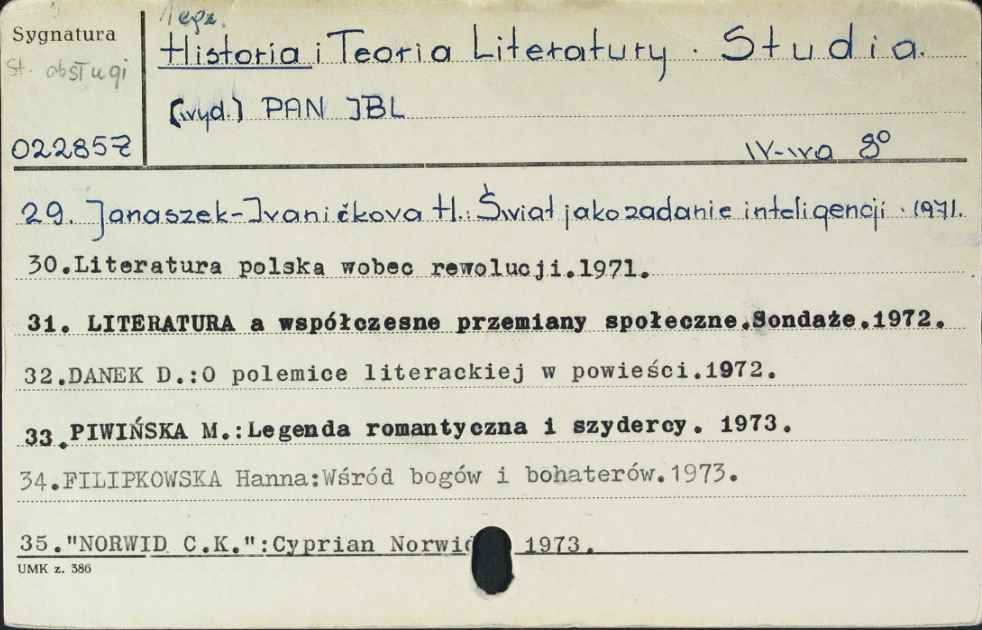 1 egz.
Sygnatura
Historia i Teoria Literatury. Studia.
St. obsługi
[wyd.] PAN IBL
022857
W-wa 8°
29. Janaszek-Ivaničkova H.: Świat jako zadanie inteligencji. 1971.
30.Literatura polska wobec rewolucji.1971.
31. LITERATURA a współczesne przemiany społeczne.Sondaże.1972.
32.DANEK D.:O polemice literackiej w powieści.1972.
33.PIWIŃSKA M.:Legenda romantyczna i szydercy. 1973.
34.FILIPKOWSKA Hanna:Wśród bogów i bohaterów.1973.
35."NORWID C.K.":Cyprian 1973.
UMK z. 386